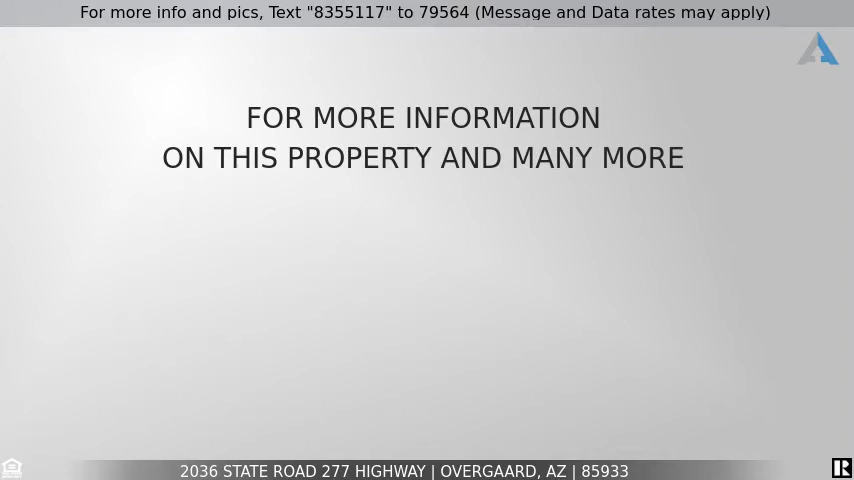 For more info and pics, Text "8355117" to 79564 (Message and Data rates may apply)
FOR MORE INFORMATION
ON THIS PROPERTY AND MANY MORE
2036 STATE ROAD 277 HIGHWAY | OVERGAARD, AZ | 85933